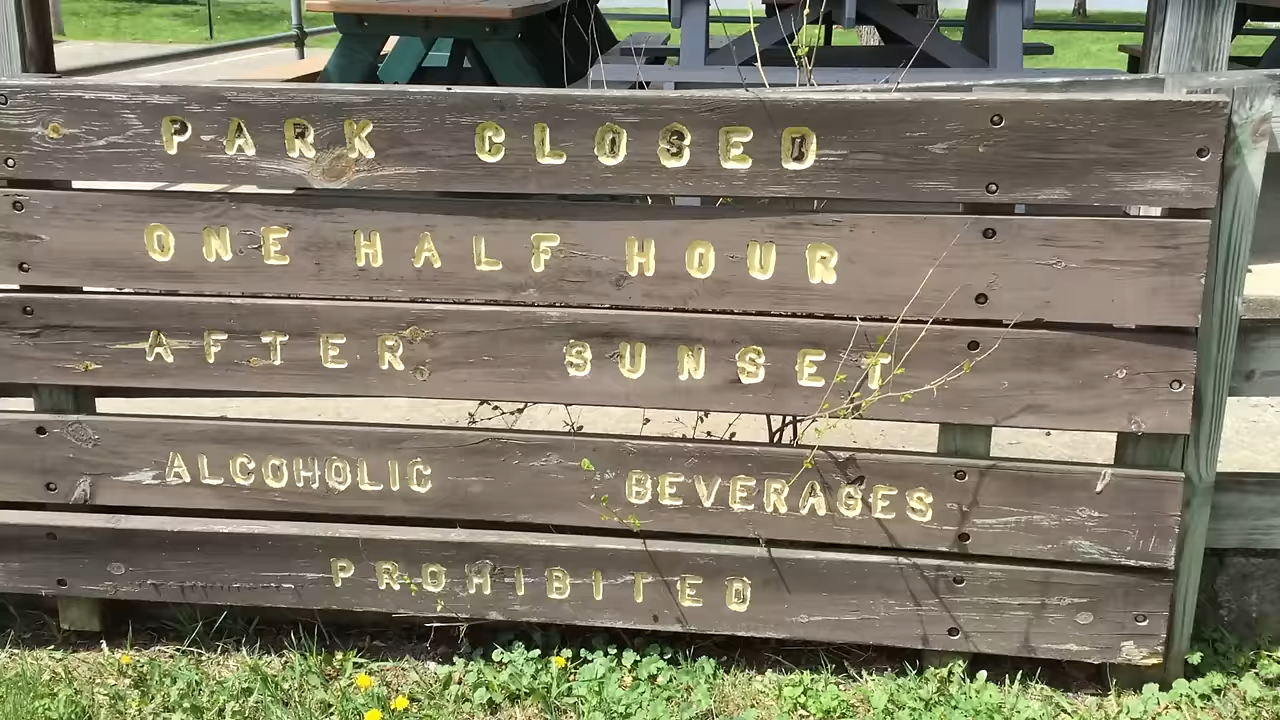 PARK CLOSED
ONE HALF HOUR
AFTER SUNSET
ALCOHOLIC BEVERAGES
PROHIBITED